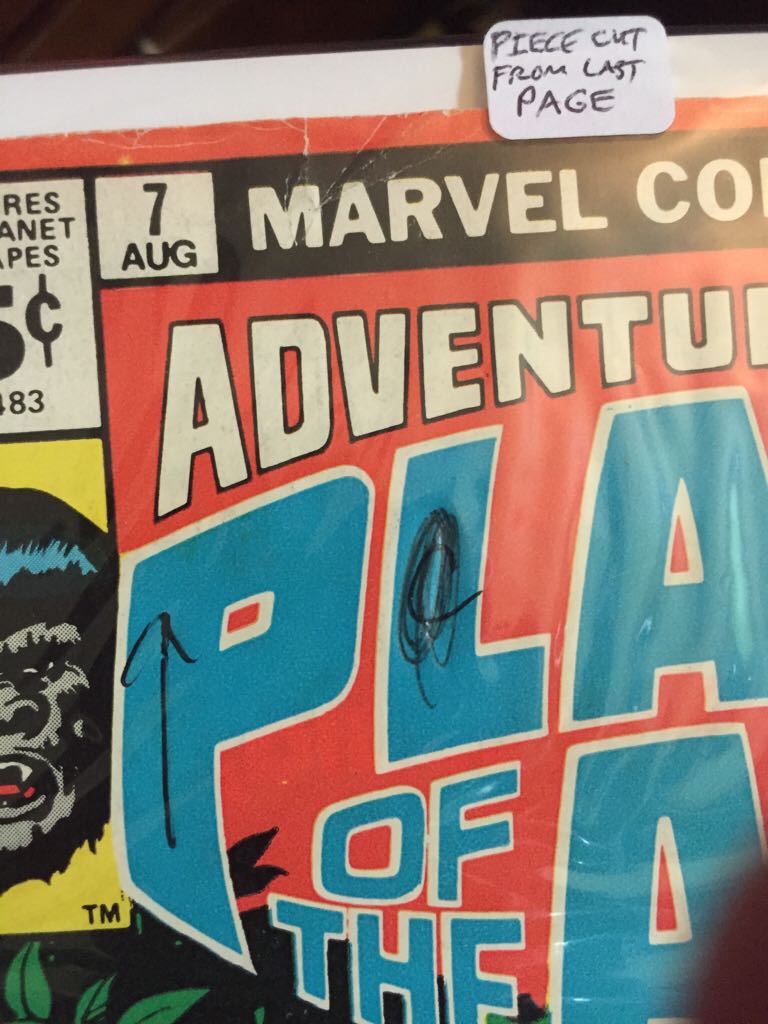 PIECE CUT
FROM LAST
PAGE
RES
ANET
APES
7
AUG
MARVEL CO
5¢
ADVENTU
483
PLA
OF
THE
A
TM